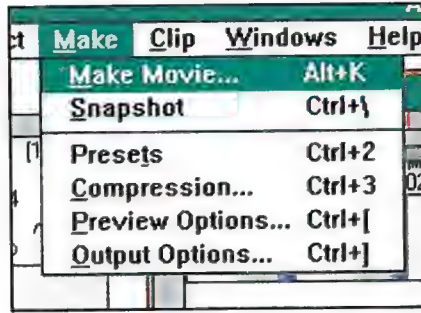 Make Clip Windows Help
Make Movie... Alt+K
Snapshot Ctrl+\
Presets Ctrl+2
Compression... Ctrl+3
Preview Options... Ctrl+[
Output Options... Ctrl+]